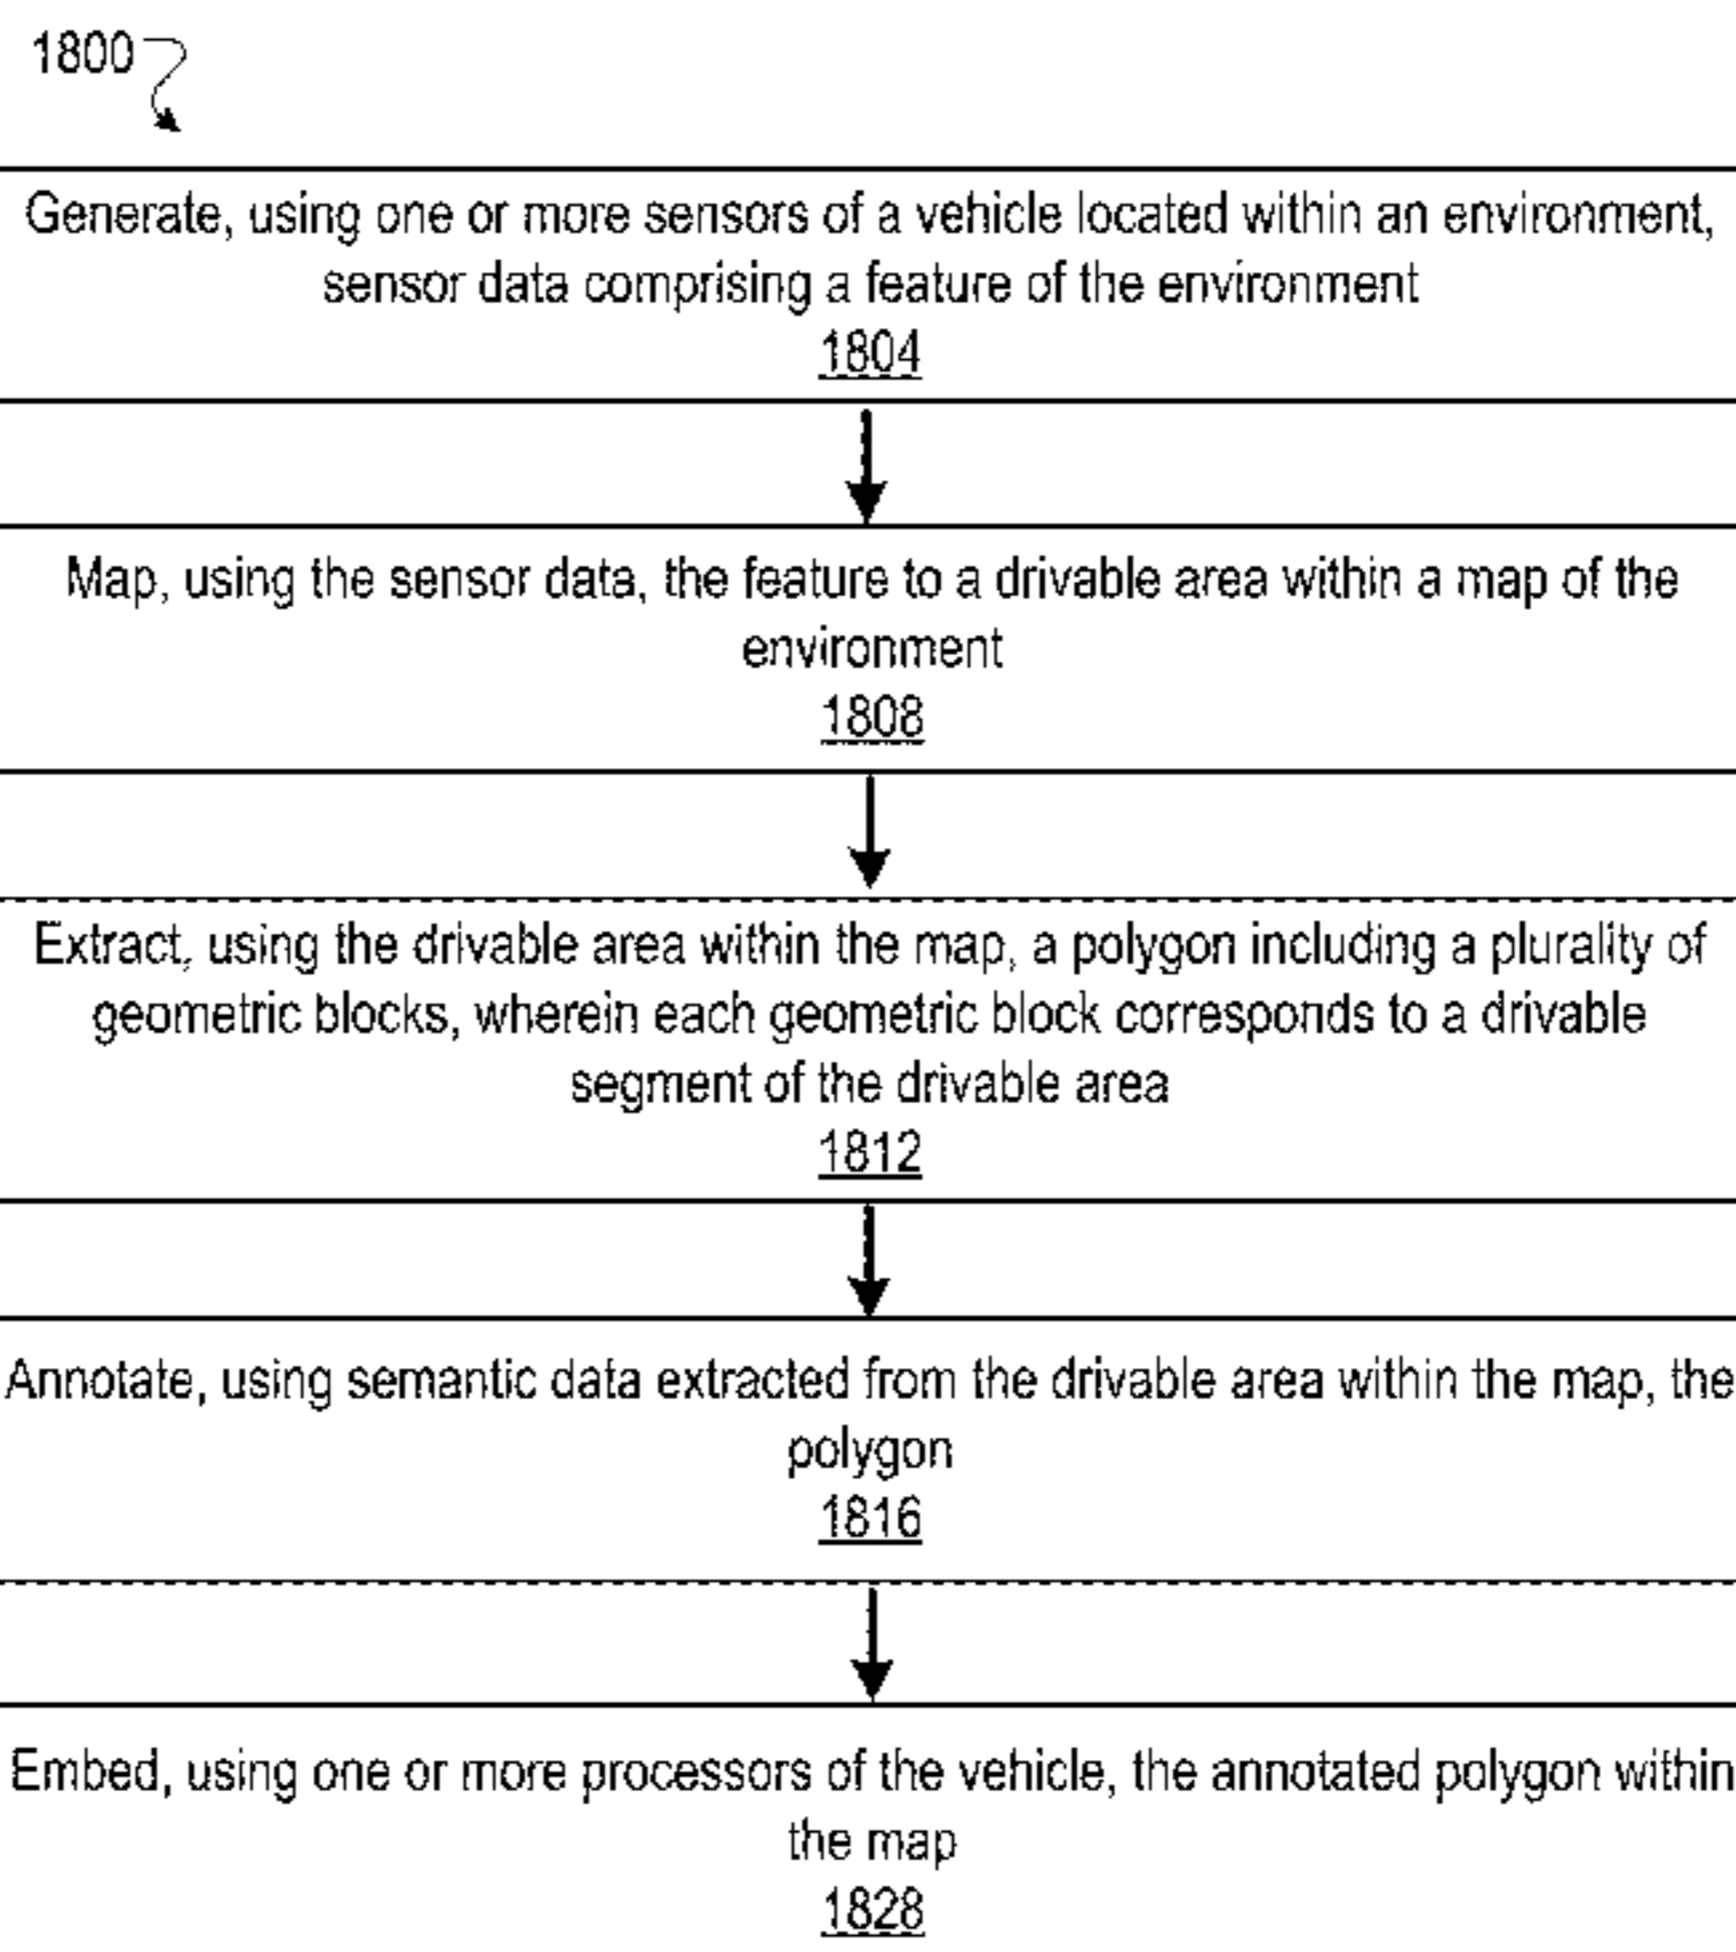 1800
Generate, using one or more sensors of a vehicle located within an environment,
sensor data comprising a feature of the environment
1804
Map, using the sensor data, the feature to a drivable area within a map of the
environment
1808
Extract, using the drivable area within the map, a polygon including a plurality of
geometric blocks, wherein each geometric block corresponds to a drivable
segment of the drivable area
1812
Annotate, using semantic data extracted from the drivable area within the map, the
polygon
1816
Embed, using one or more processors of the vehicle, the annotated polygon within
the map
1828